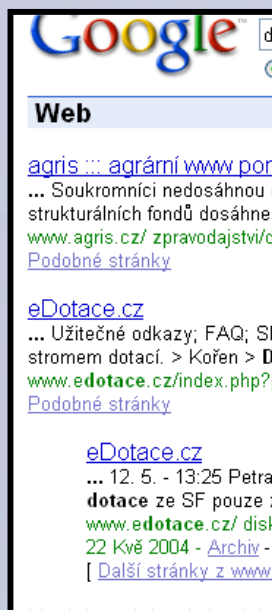 Google
Web
agris ::: agrární www
... Soukromníci nedosáhnou
strukturálních fondů dosáhne
www.agris.cz/ zpravodajstvi/
Podobné stránky
eDotace.cz
... Užitečné odkazy; FAQ;
stromem dotací. > Kořen >
www.edotace.cz/index.php?
Podobné stránky
eDotace.cz
... 12. 5. - 13:25 Petra
dotace ze SF pouze
www.edotace.cz/
22 Kvě 2004 - Archiv -
[ Další stránky z www